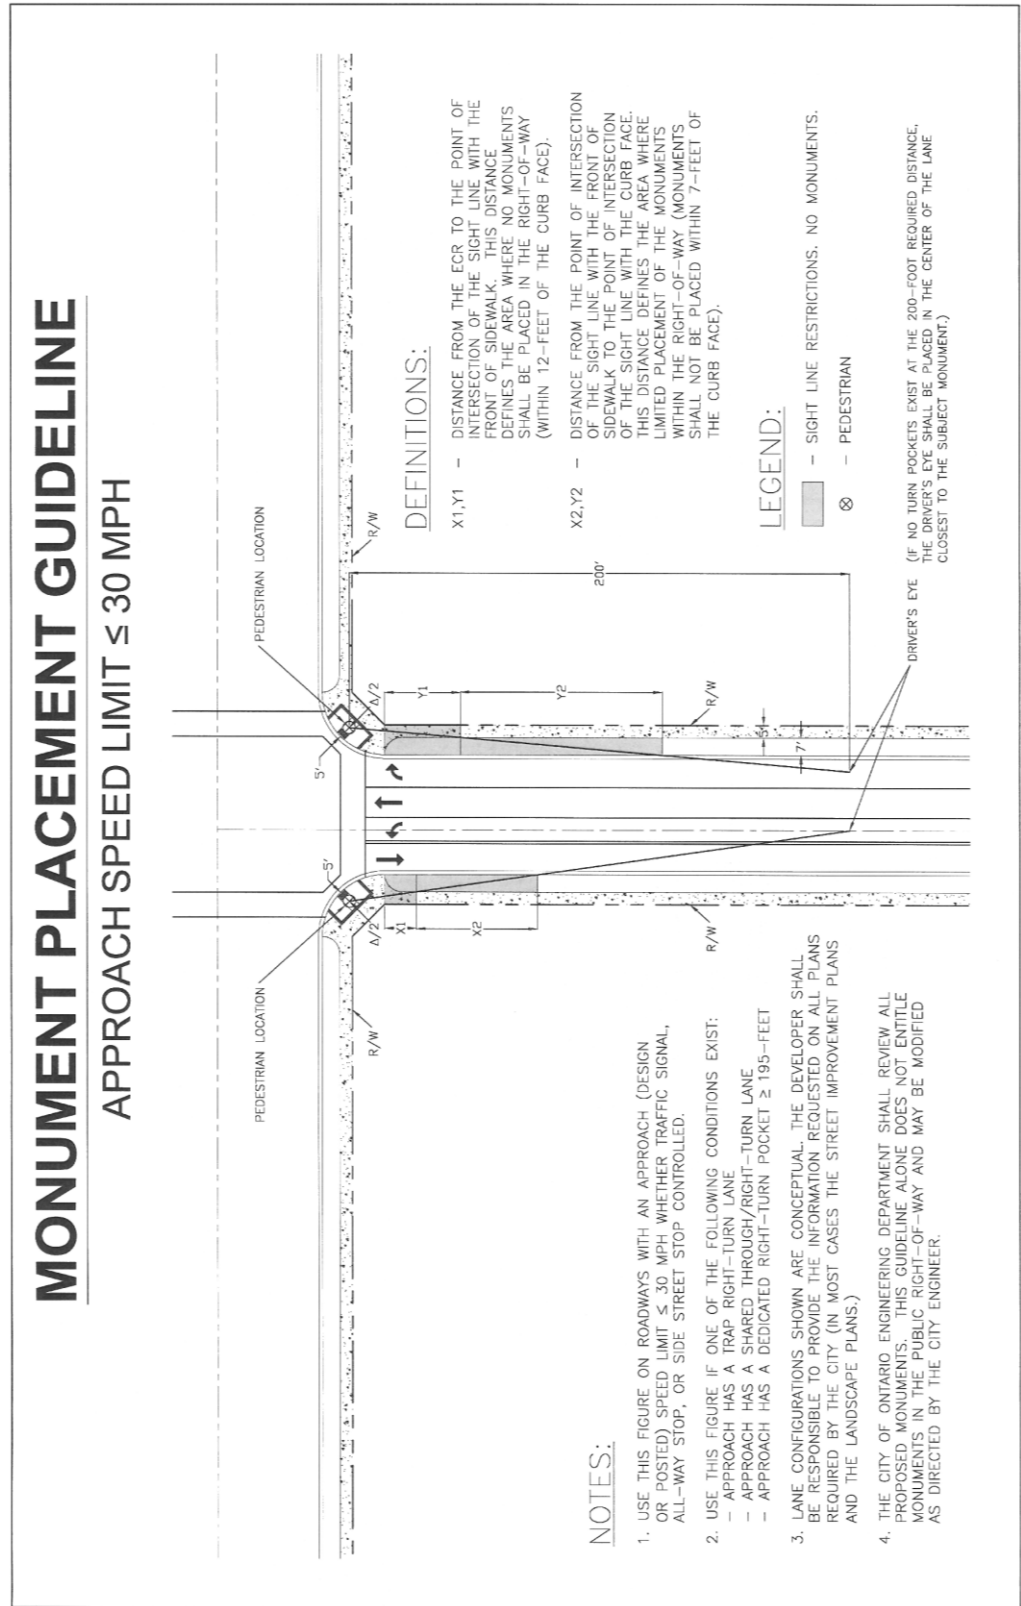 MONUMENT PLACEMENT GUIDELINE
APPROACH SPEED LIMIT ≤ 30 MPH
PEDESTRIAN LOCATION
PEDESTRIAN LOCATION
5'
5'
R/W
R/W
Δ/2
Δ/2
X1
X2
Y1
Y2
200'
R/W
R/W
5'
7'
DRIVER'S EYE
(IF NO TURN POCKETS EXIST AT THE 200-FOOT REQUIRED DISTANCE,
THE DRIVER'S EYE SHALL BE PLACED IN THE CENTER OF THE LANE
CLOSEST TO THE SUBJECT MONUMENT.)
NOTES:
1. USE THIS FIGURE ON ROADWAYS WITH AN APPROACH (DESIGN
OR POSTED) SPEED LIMIT ≤ 30 MPH WHETHER TRAFFIC SIGNAL,
ALL-WAY STOP, OR SIDE STREET STOP CONTROLLED.
2. USE THIS FIGURE IF ONE OF THE FOLLOWING CONDITIONS EXIST:
- APPROACH HAS A TRAP RIGHT-TURN LANE
- APPROACH HAS A SHARED THROUGH/RIGHT-TURN LANE
- APPROACH HAS A DEDICATED RIGHT-TURN POCKET ≥ 195-FEET
3. LANE CONFIGURATIONS SHOWN ARE CONCEPTUAL. THE DEVELOPER SHALL
BE RESPONSIBLE TO PROVIDE THE INFORMATION REQUESTED ON ALL PLANS
REQUIRED BY THE CITY (IN MOST CASES THE STREET IMPROVEMENT PLANS
AND THE LANDSCAPE PLANS.)
4. THE CITY OF ONTARIO ENGINEERING DEPARTMENT SHALL REVIEW ALL
PROPOSED MONUMENTS. THIS GUIDELINE ALONE DOES NOT ENTITLE
MONUMENTS IN THE PUBLIC RIGHT-OF-WAY AND MAY BE MODIFIED
AS DIRECTED BY THE CITY ENGINEER.
DEFINITIONS:
X1,Y1 - DISTANCE FROM THE ECR TO THE POINT OF
INTERSECTION OF THE SIGHT LINE WITH THE
FRONT OF SIDEWALK. THIS DISTANCE
DEFINES THE AREA WHERE NO MONUMENTS
SHALL BE PLACED IN THE RIGHT-OF-WAY
(WITHIN 12-FEET OF THE CURB FACE).
X2,Y2 - DISTANCE FROM THE POINT OF INTERSECTION
OF THE SIGHT LINE WITH THE FRONT OF
SIDEWALK TO THE POINT OF INTERSECTION
OF THE SIGHT LINE WITH THE CURB FACE.
THIS DISTANCE DEFINES THE AREA WHERE
LIMITED PLACEMENT OF THE MONUMENTS
WITHIN THE RIGHT-OF-WAY (MONUMENTS
SHALL NOT BE PLACED WITHIN 7-FEET OF
THE CURB FACE).
LEGEND:
- SIGHT LINE RESTRICTIONS. NO MONUMENTS.
- PEDESTRIAN